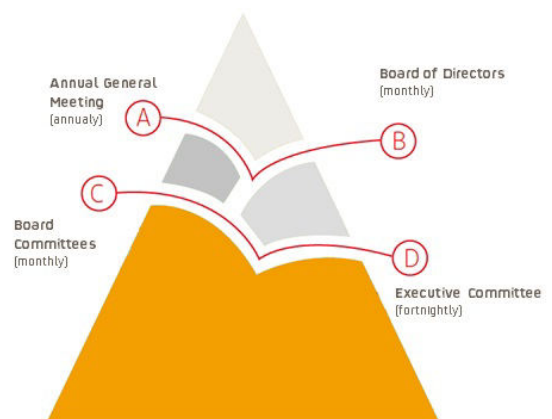 Annual General
Meeting
(annualy)
A
Board of Directors
(monthly)
B
C
Board
Committees
(monthly)
D
Executive Committee
(fortnightly)